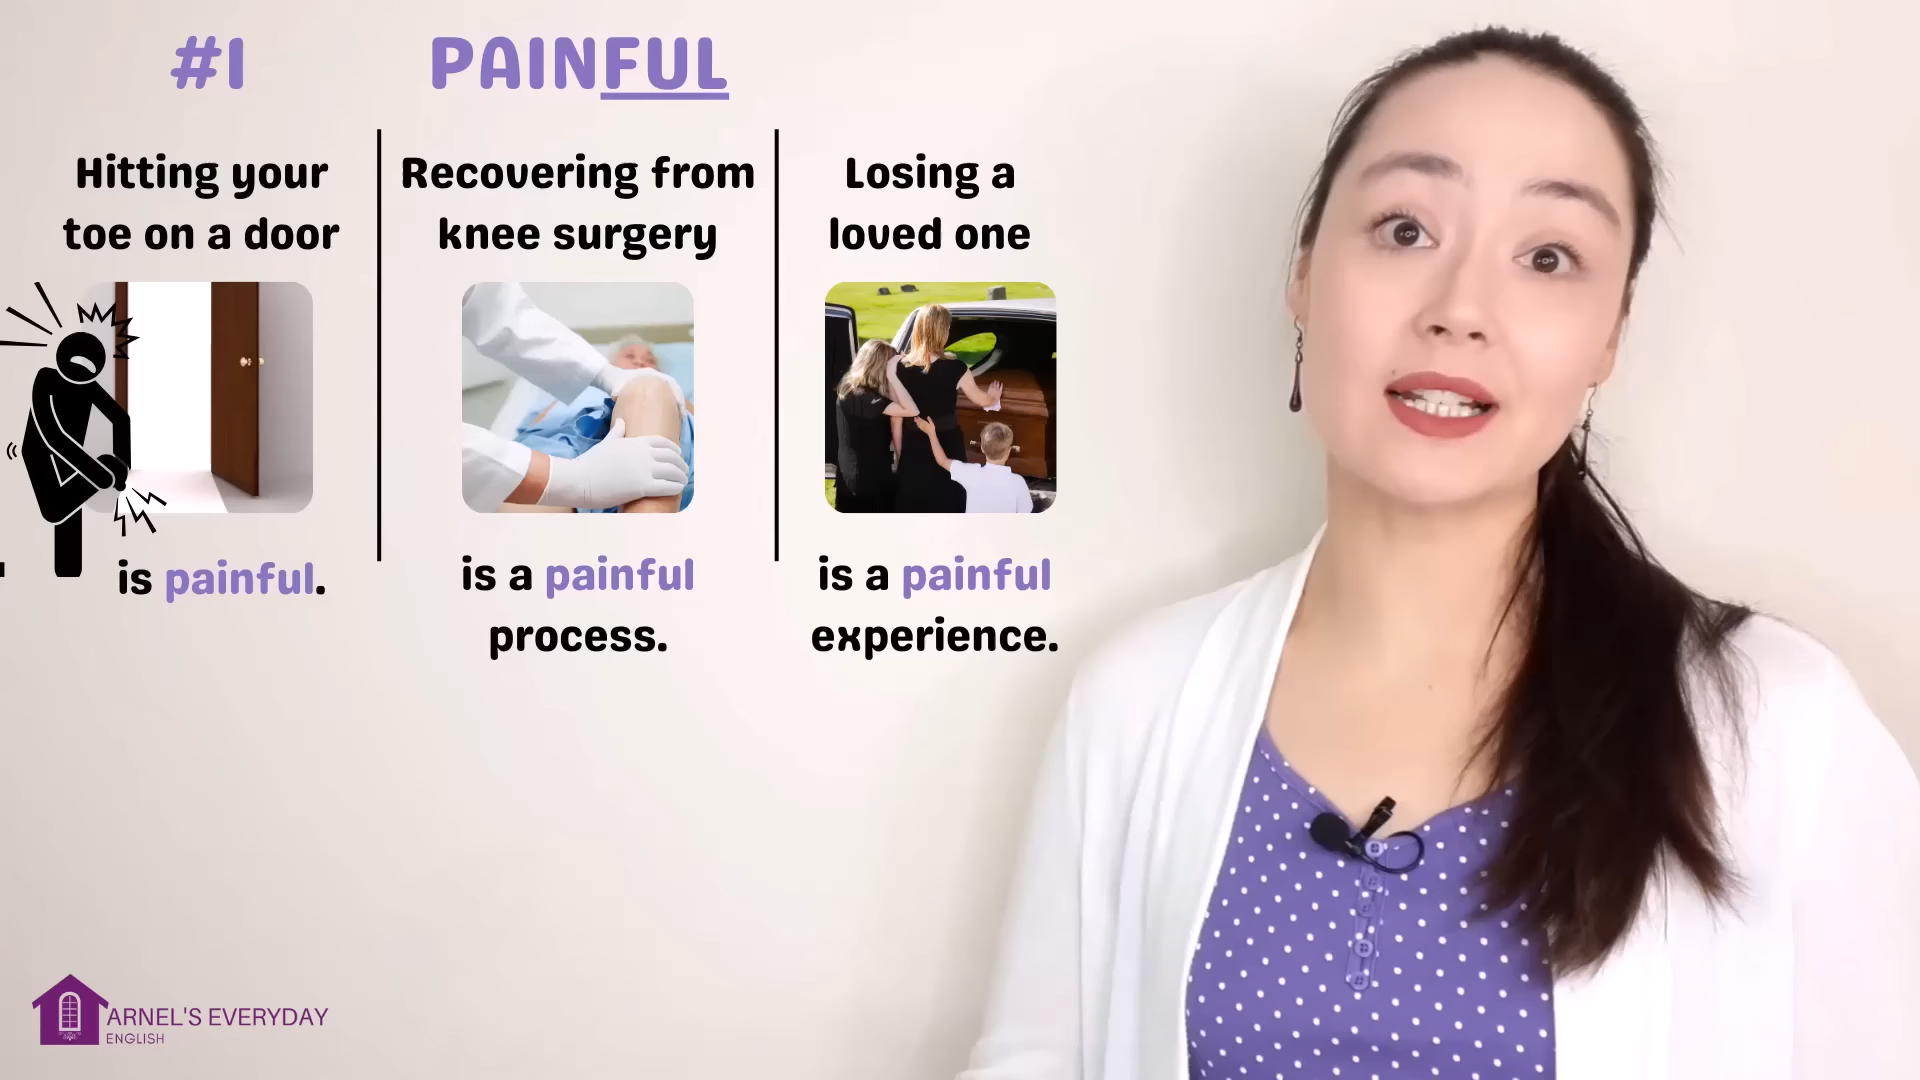 #1
PAINFUL
Hitting your
toe on a door
is painful.
Recovering from
knee surgery
is a painful
process.
Losing a
loved one
is a painful
experience.
ARNEL'S EVERYDAY
ENGLISH